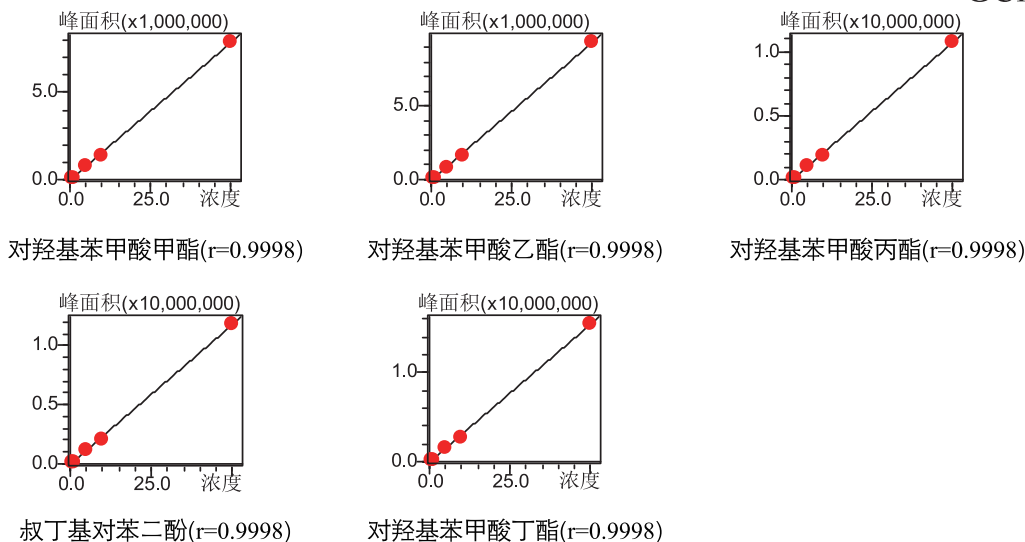 峰面积(x1,000,000)
5.0
0.0
0.0 25.0 浓度
对羟基苯甲酸甲酯(r=0.9998)
峰面积(x1,000,000)
5.0
0.0
0.0 25.0 浓度
对羟基苯甲酸乙酯(r=0.9998)
峰面积(x10,000,000)
1.0
0.5
0.0
0.0 25.0 浓度
对羟基苯甲酸丙酯(r=0.9998)
峰面积(x10,000,000)
1.0
0.5
0.0
0.0 25.0 浓度
叔丁基对苯二酚(r=0.9998)
峰面积(x10,000,000)
1.0
0.0
0.0 25.0 浓度
对羟基苯甲酸丁酯(r=0.9998)